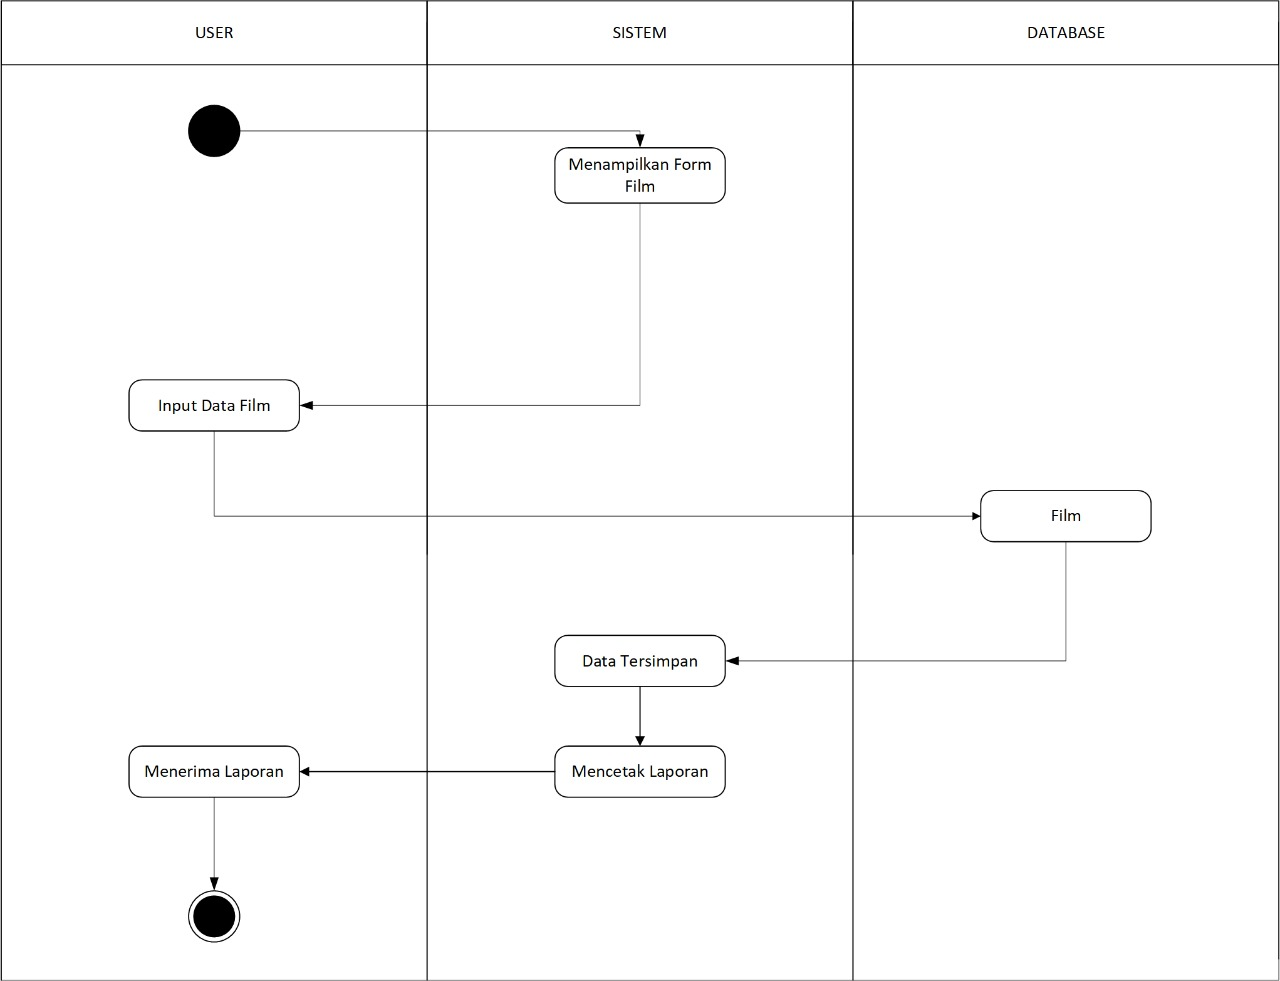 USER
SISTEM
DATABASE
Menampilkan Form
Film
Input Data Film
Film
Data Tersimpan
Menerima Laporan
Mencetak Laporan